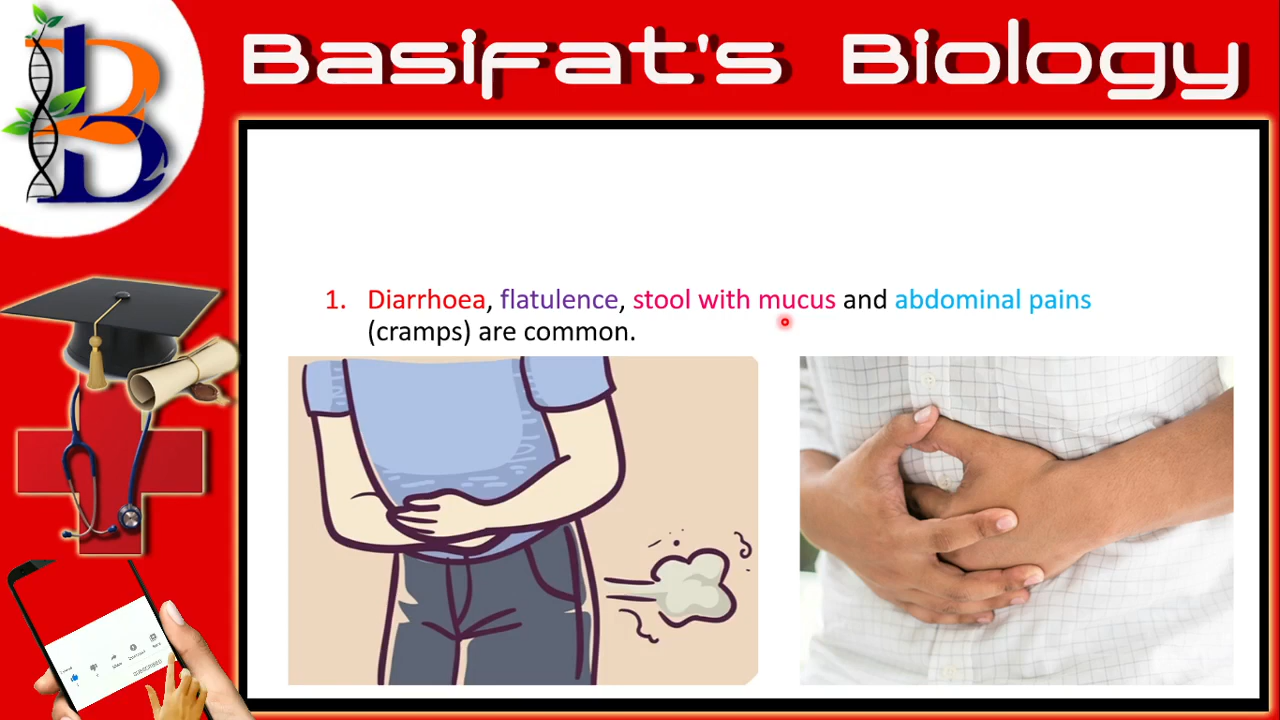 Basifat's Biology
1. Diarrhoea, flatulence, stool with mucus and abdominal pains
(cramps) are common.